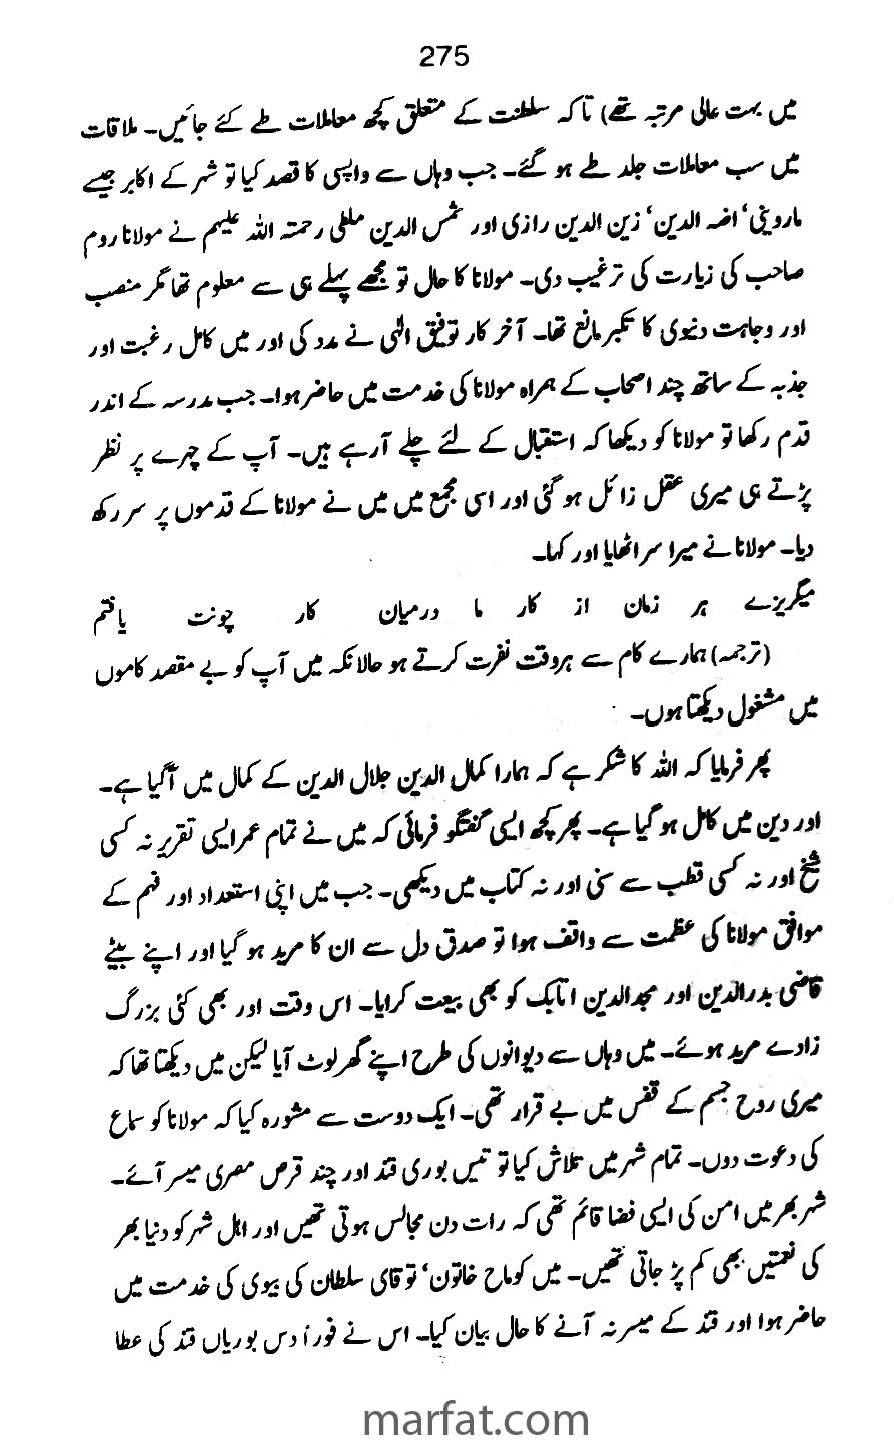 275
میں بہت عالی مرتبہ تھے) تاکہ سلطنت کے متعلق کچھ معاملات طے کئے جائیں۔ ملاقات
میں سب معاملات جلد طے ہو گئے۔ جب وہاں سے واپسی کا قصد کیا تو شہر کے اکابر جیسے
ماروینی، اضہ الدین، زین الدین رازی اور شمس الدین ملطی رحمتہ اللہ علیہم نے مولانا روم
صاحب کی زیارت کی ترغیب دی۔ مولانا کا حال تو مجھے پہلے ہی سے معلوم تھا مگر منصب
اور وجاہت دنیوی کا تکبر مانع تھا۔ آخر کار توفیق الٰہی نے مدد کی اور میں کامل رغبت اور
جذبہ کے ساتھ چند اصحاب کے ہمراہ مولانا کی خدمت میں حاضر ہوا۔ جب مدرسہ کے اندر
قدم رکھا تو مولانا کو دیکھا کہ استقبال کے لئے چلے آرہے ہیں۔ آپ کے چہرے پر نظر
پڑتے ہی میری عقل زائل ہو گئی اور اسی مجمع میں میں نے مولانا کے قدموں پر سر رکھ
دیا۔ مولانا نے میرا سر اٹھایا اور کہا۔
میگریزے ہر زمان از کار ما درمیان کار چونت یافتم
(ترجمہ) ہمارے کام سے ہر وقت نفرت کرتے ہو حالانکہ میں آپ کو بے مقصد کاموں
میں مشغول دیکھتا ہوں۔
پھر فرمایا کہ اللہ کا شکر ہے کہ ہمارا کمال الدین جلال الدین کے کمال میں آگیا ہے۔
اور دین میں کامل ہو گیا ہے۔ پھر کچھ ایسی گفتگو فرمائی کہ میں نے تمام عمر ایسی تقریر نہ کسی
شیخ اور نہ کسی قطب سے سنی اور نہ کتاب میں دیکھی۔ جب میں اپنی استعداد اور فہم کے
موافق مولانا کی عظمت سے واقف ہوا تو صدق دل سے ان کا مرید ہو گیا اور اپنے بیٹے
قاضی بدرالدین اور مجدالدین اتابک کو بھی بیعت کرایا۔ اس وقت اور بھی کئی بزرگ
زادے مرید ہوئے۔ میں وہاں سے دیوانوں کی طرح اپنے گھر لوٹ آیا لیکن میں دیکھتا تھا کہ
میری روح جسم کے قفس میں بے قرار تھی۔ ایک دوست سے مشورہ کیا کہ مولانا کو سماع
کی دعوت دوں۔ تمام شہر میں تلاش کیا تو تیس بوری قند اور چند قرص مصری میسر آئے۔
شہر بھر میں امن کی ایسی فضا قائم تھی کہ رات دن مجالس ہوتی تھیں اور اہل شہر کو دنیا بھر
کی نعمتیں بھی کم پڑ جاتی تھیں۔ میں کوماج خاتون، توقای سلطان کی بیوی کی خدمت میں
حاضر ہوا اور قند کے میسر نہ آنے کا حال بیان کیا۔ اس نے فوراً دس بوریاں قند کی عطا
marfat.com